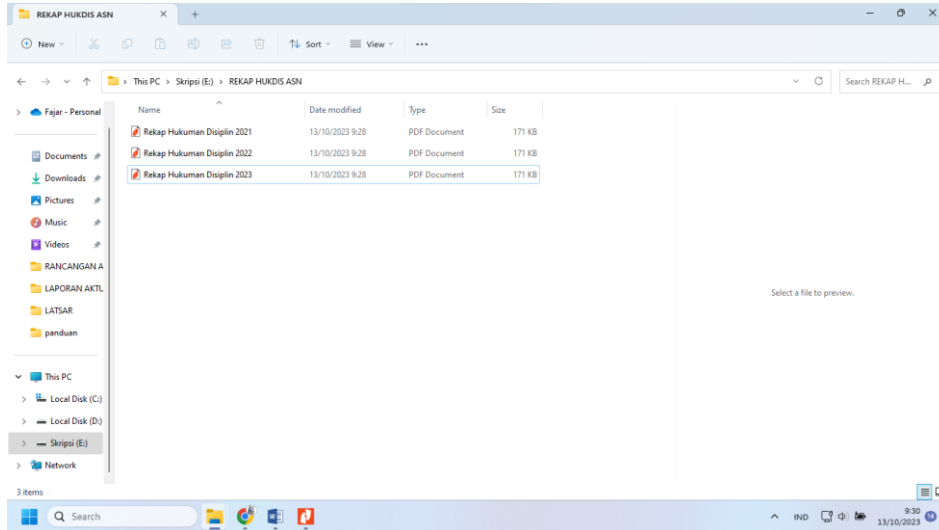 REKAP HUKDIS ASN
New
Sort
View
This PC > Skripsi (E:) > REKAP HUKDIS ASN
Search REKAP H...
Fajar - Personal
Documents
Downloads
Pictures
Music
Videos
RANCANGAN A
LAPORAN AKTU
LATSAR
panduan
This PC
Local Disk (C:)
Local Disk (D:)
Skripsi (E:)
Network
Name Date modified Type Size
Rekap Hukuman Disiplin 2021 13/10/2023 9:28 PDF Document 171 KB
Rekap Hukuman Disiplin 2022 13/10/2023 9:28 PDF Document 171 KB
Rekap Hukuman Disiplin 2023 13/10/2023 9:28 PDF Document 171 KB
Select a file to preview.
3 items
Search
IND
9:30
13/10/2023
14